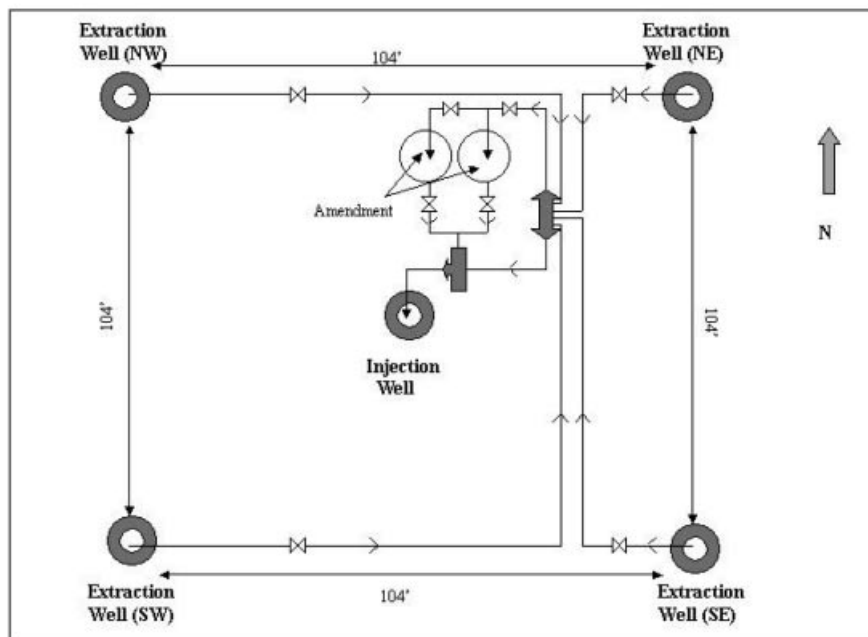 Extraction
Well (NW)
Extraction
Well (NE)
104'
Amendment
N
104'
104'
Injection
Well
Extraction
Well (SW)
104'
Extraction
Well (SE)